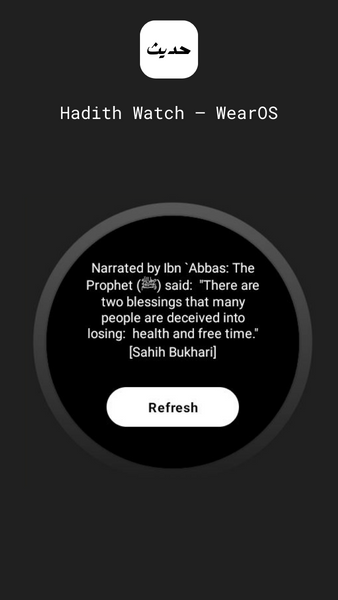 حديث
Hadith Watch – WearOS
Narrated by Ibn `Abbas: The
Prophet (ﷺ) said:  "There are
two blessings that many
people are deceived into
losing:  health and free time."
[Sahih Bukhari]
Refresh